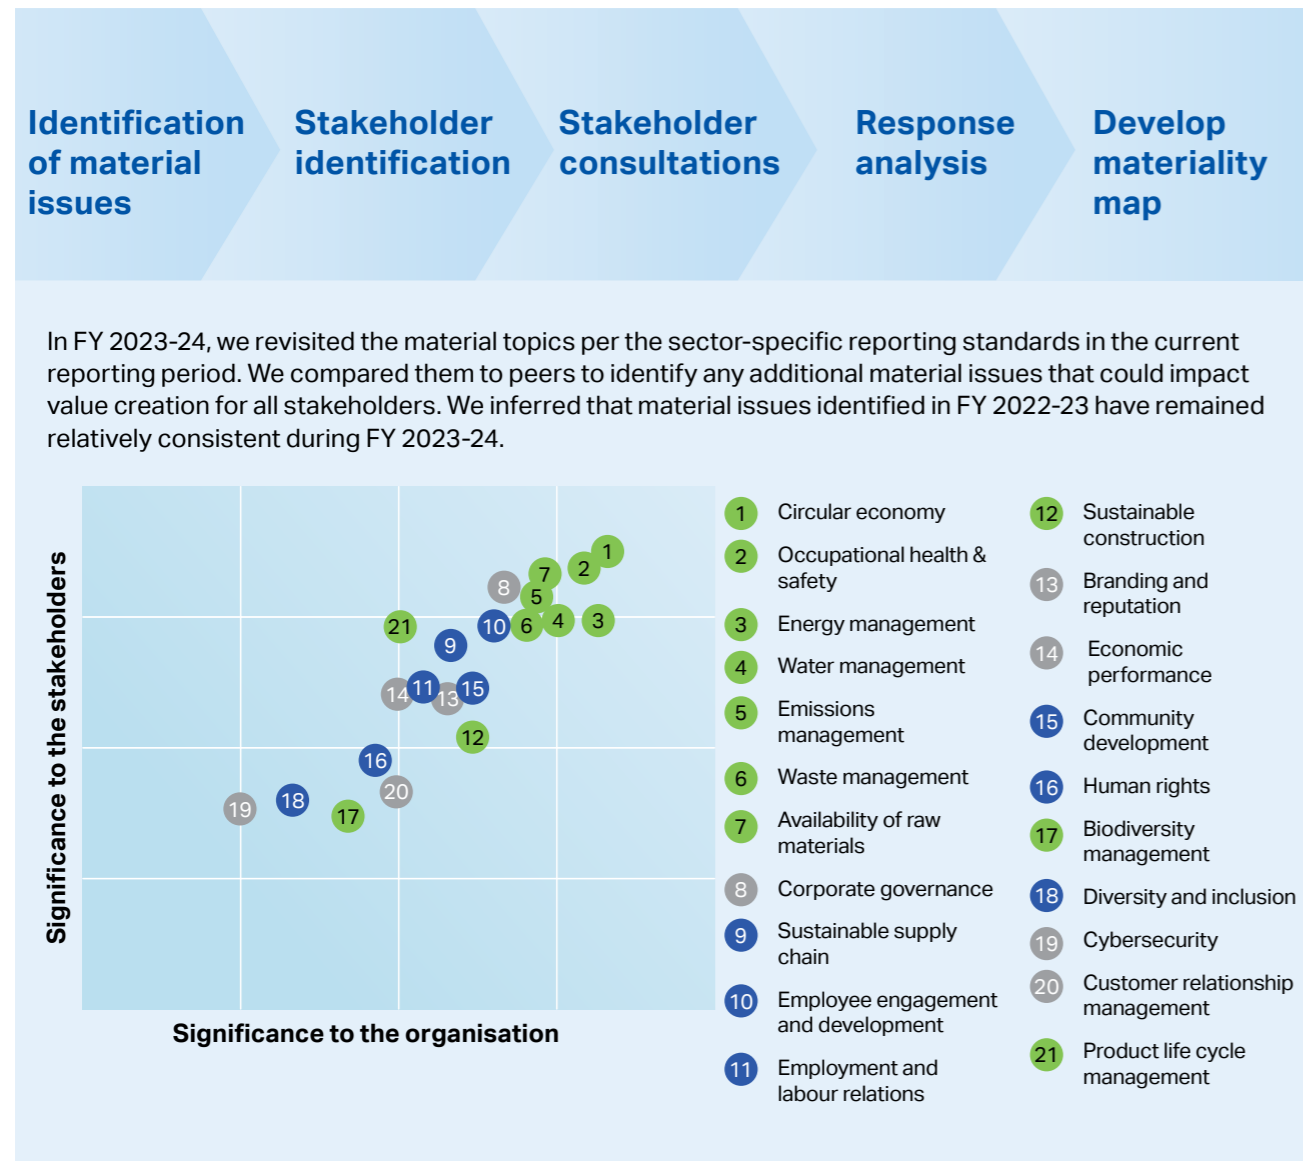 Identification
of material
issues
Stakeholder
identification
Stakeholder
consultations
Response
analysis
Develop
materiality
map
In FY 2023-24, we revisited the material topics per the sector-specific reporting standards in the current
reporting period. We compared them to peers to identify any additional material issues that could impact
value creation for all stakeholders. We inferred that material issues identified in FY 2022-23 have remained
relatively consistent during FY 2023-24.
Significance to the stakeholders
1
2
7
8
5
3
4
6
10
21
9
11
15
14
13
12
16
20
18
19
17
Significance to the organisation
1 Circular economy
2 Occupational health &
safety
3 Energy management
4 Water management
5 Emissions
management
6 Waste management
7 Availability of raw
materials
8 Corporate governance
9 Sustainable supply
chain
10 Employee engagement
and development
11 Employment and
labour relations
12 Sustainable
construction
13 Branding and
reputation
14 Economic
performance
15 Community
development
16 Human rights
17 Biodiversity
management
18 Diversity and inclusion
19 Cybersecurity
20 Customer relationship
management
21 Product life cycle
management